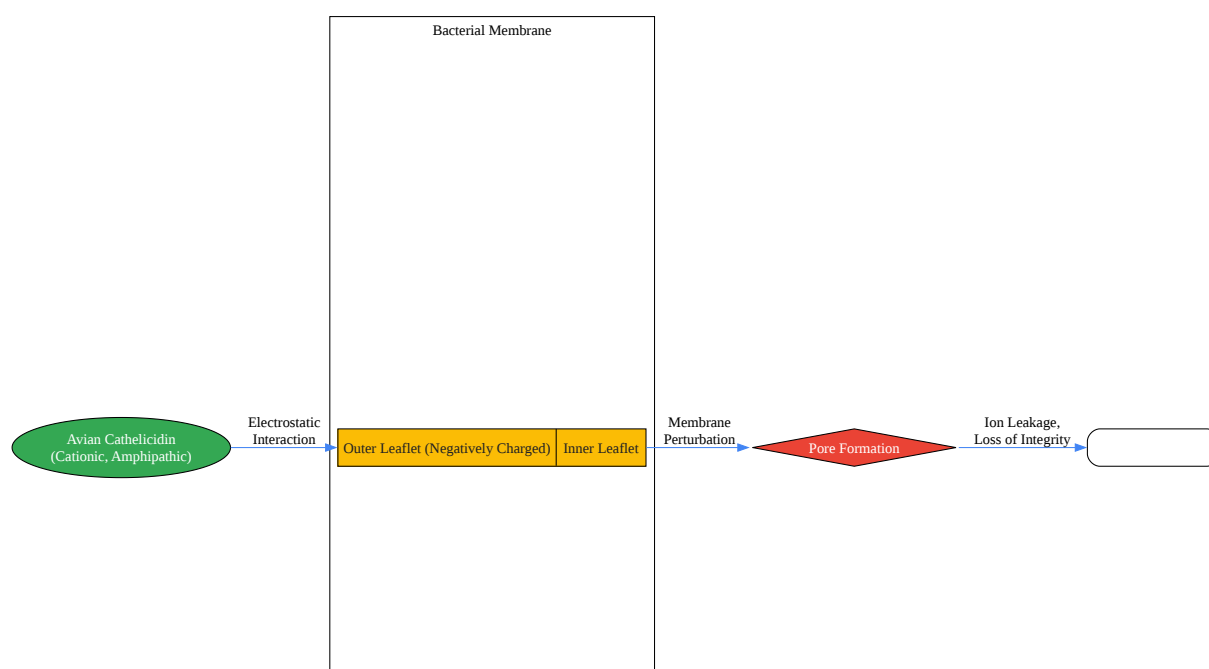 Bacterial Membrane
Avian Cathelicidin
(Cationic, Amphipathic)
Electrostatic
Interaction
Outer Leaflet (Negatively Charged)
Inner Leaflet
Membrane
Perturbation
Pore Formation
Ion Leakage,
Loss of Integrity